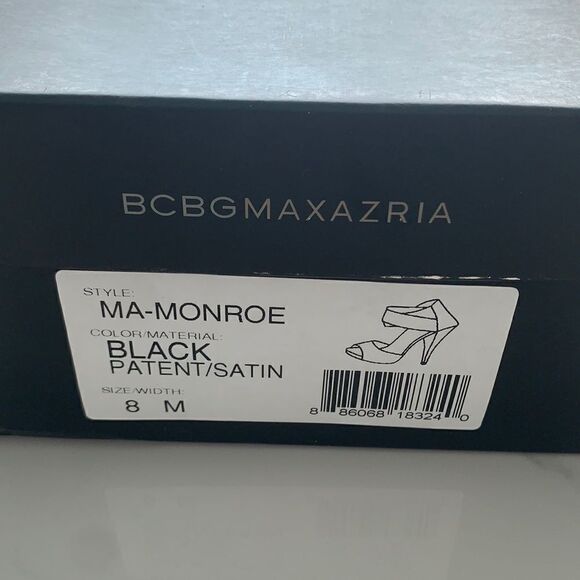 BCBGMAXAZRIA
STYLE:
MA-MONROE
COLOR/MATERIAL:
BLACK
PATENT/SATIN
SIZE/WIDTH:
8 M
8 86068 18324 0